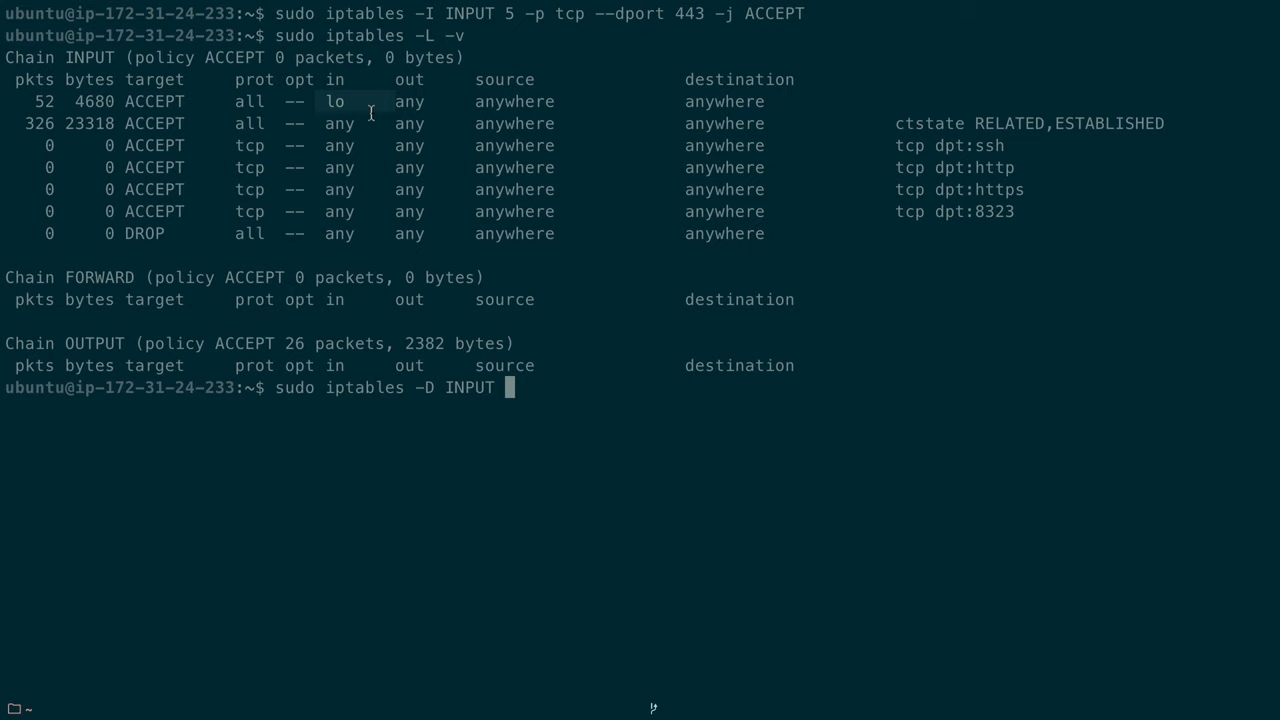 ubuntu@ip-172-31-24-233:~$ sudo iptables -I INPUT 5 -p tcp --dport 443 -j ACCEPT
ubuntu@ip-172-31-24-233:~$ sudo iptables -L -v
Chain INPUT (policy ACCEPT 0 packets, 0 bytes)
 pkts bytes target     prot opt in     out     source               destination
   52  4680 ACCEPT     all  --  lo     any     anywhere             anywhere
  326 23318 ACCEPT     all  --  any    any     anywhere             anywhere             ctstate RELATED,ESTABLISHED
    0     0 ACCEPT     tcp  --  any    any     anywhere             anywhere             tcp dpt:ssh
    0     0 ACCEPT     tcp  --  any    any     anywhere             anywhere             tcp dpt:http
    0     0 ACCEPT     tcp  --  any    any     anywhere             anywhere             tcp dpt:https
    0     0 ACCEPT     tcp  --  any    any     anywhere             anywhere             tcp dpt:8323
    0     0 DROP       all  --  any    any     anywhere             anywhere
Chain FORWARD (policy ACCEPT 0 packets, 0 bytes)
 pkts bytes target     prot opt in     out     source               destination
Chain OUTPUT (policy ACCEPT 26 packets, 2382 bytes)
 pkts bytes target     prot opt in     out     source               destination
ubuntu@ip-172-31-24-233:~$ sudo iptables -D INPUT
~